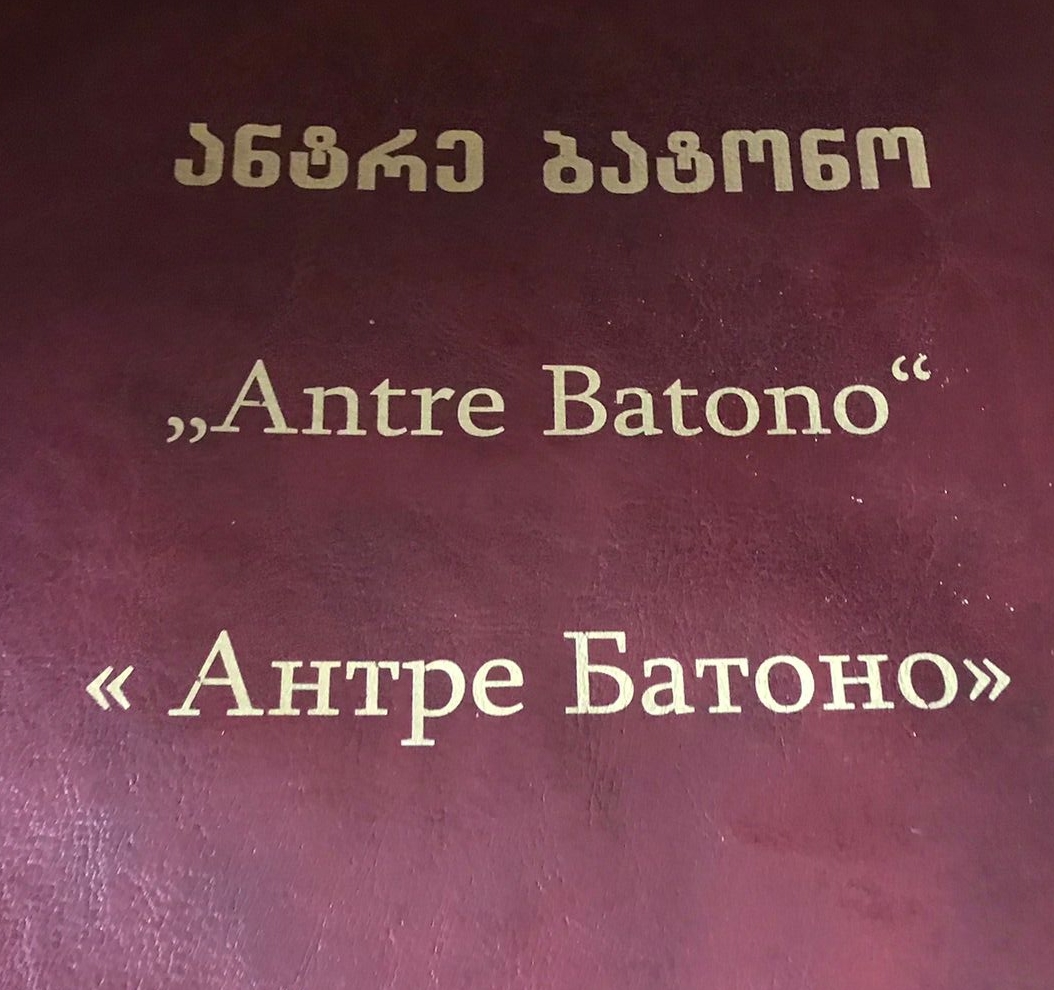 ანტრე ბატონო
„Antre Batono“
« Антре Батоно»